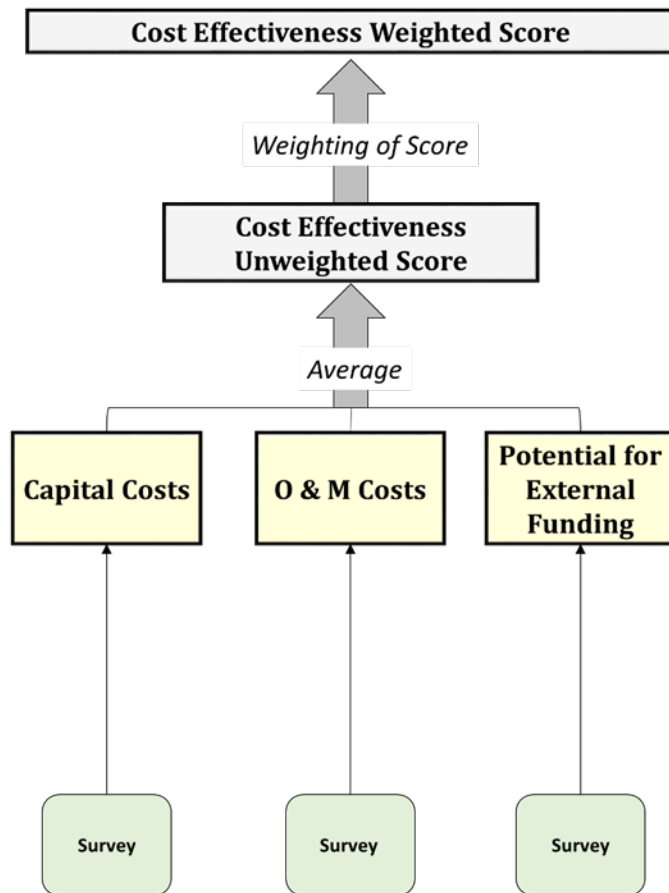 Cost Effectiveness Weighted Score
Weighting of Score
Cost Effectiveness
Unweighted Score
Average
Capital Costs
O & M Costs
Potential for
External
Funding
Survey
Survey
Survey